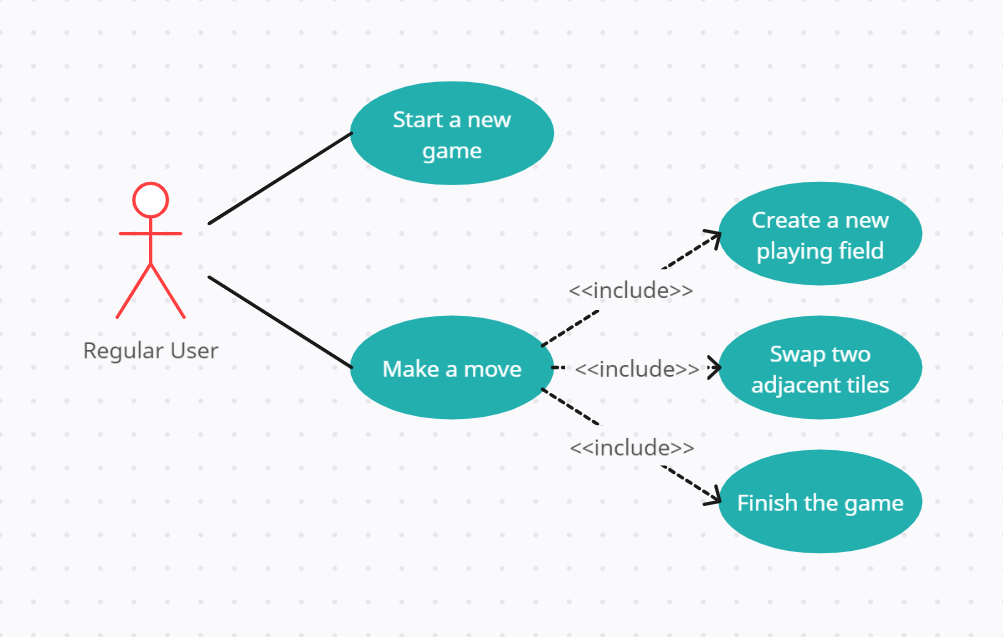 Start a new
game
Create a new
playing field
<<include>>
Regular User
Make a move
<<include>>
Swap two
adjacent tiles
<<include>>
Finish the game